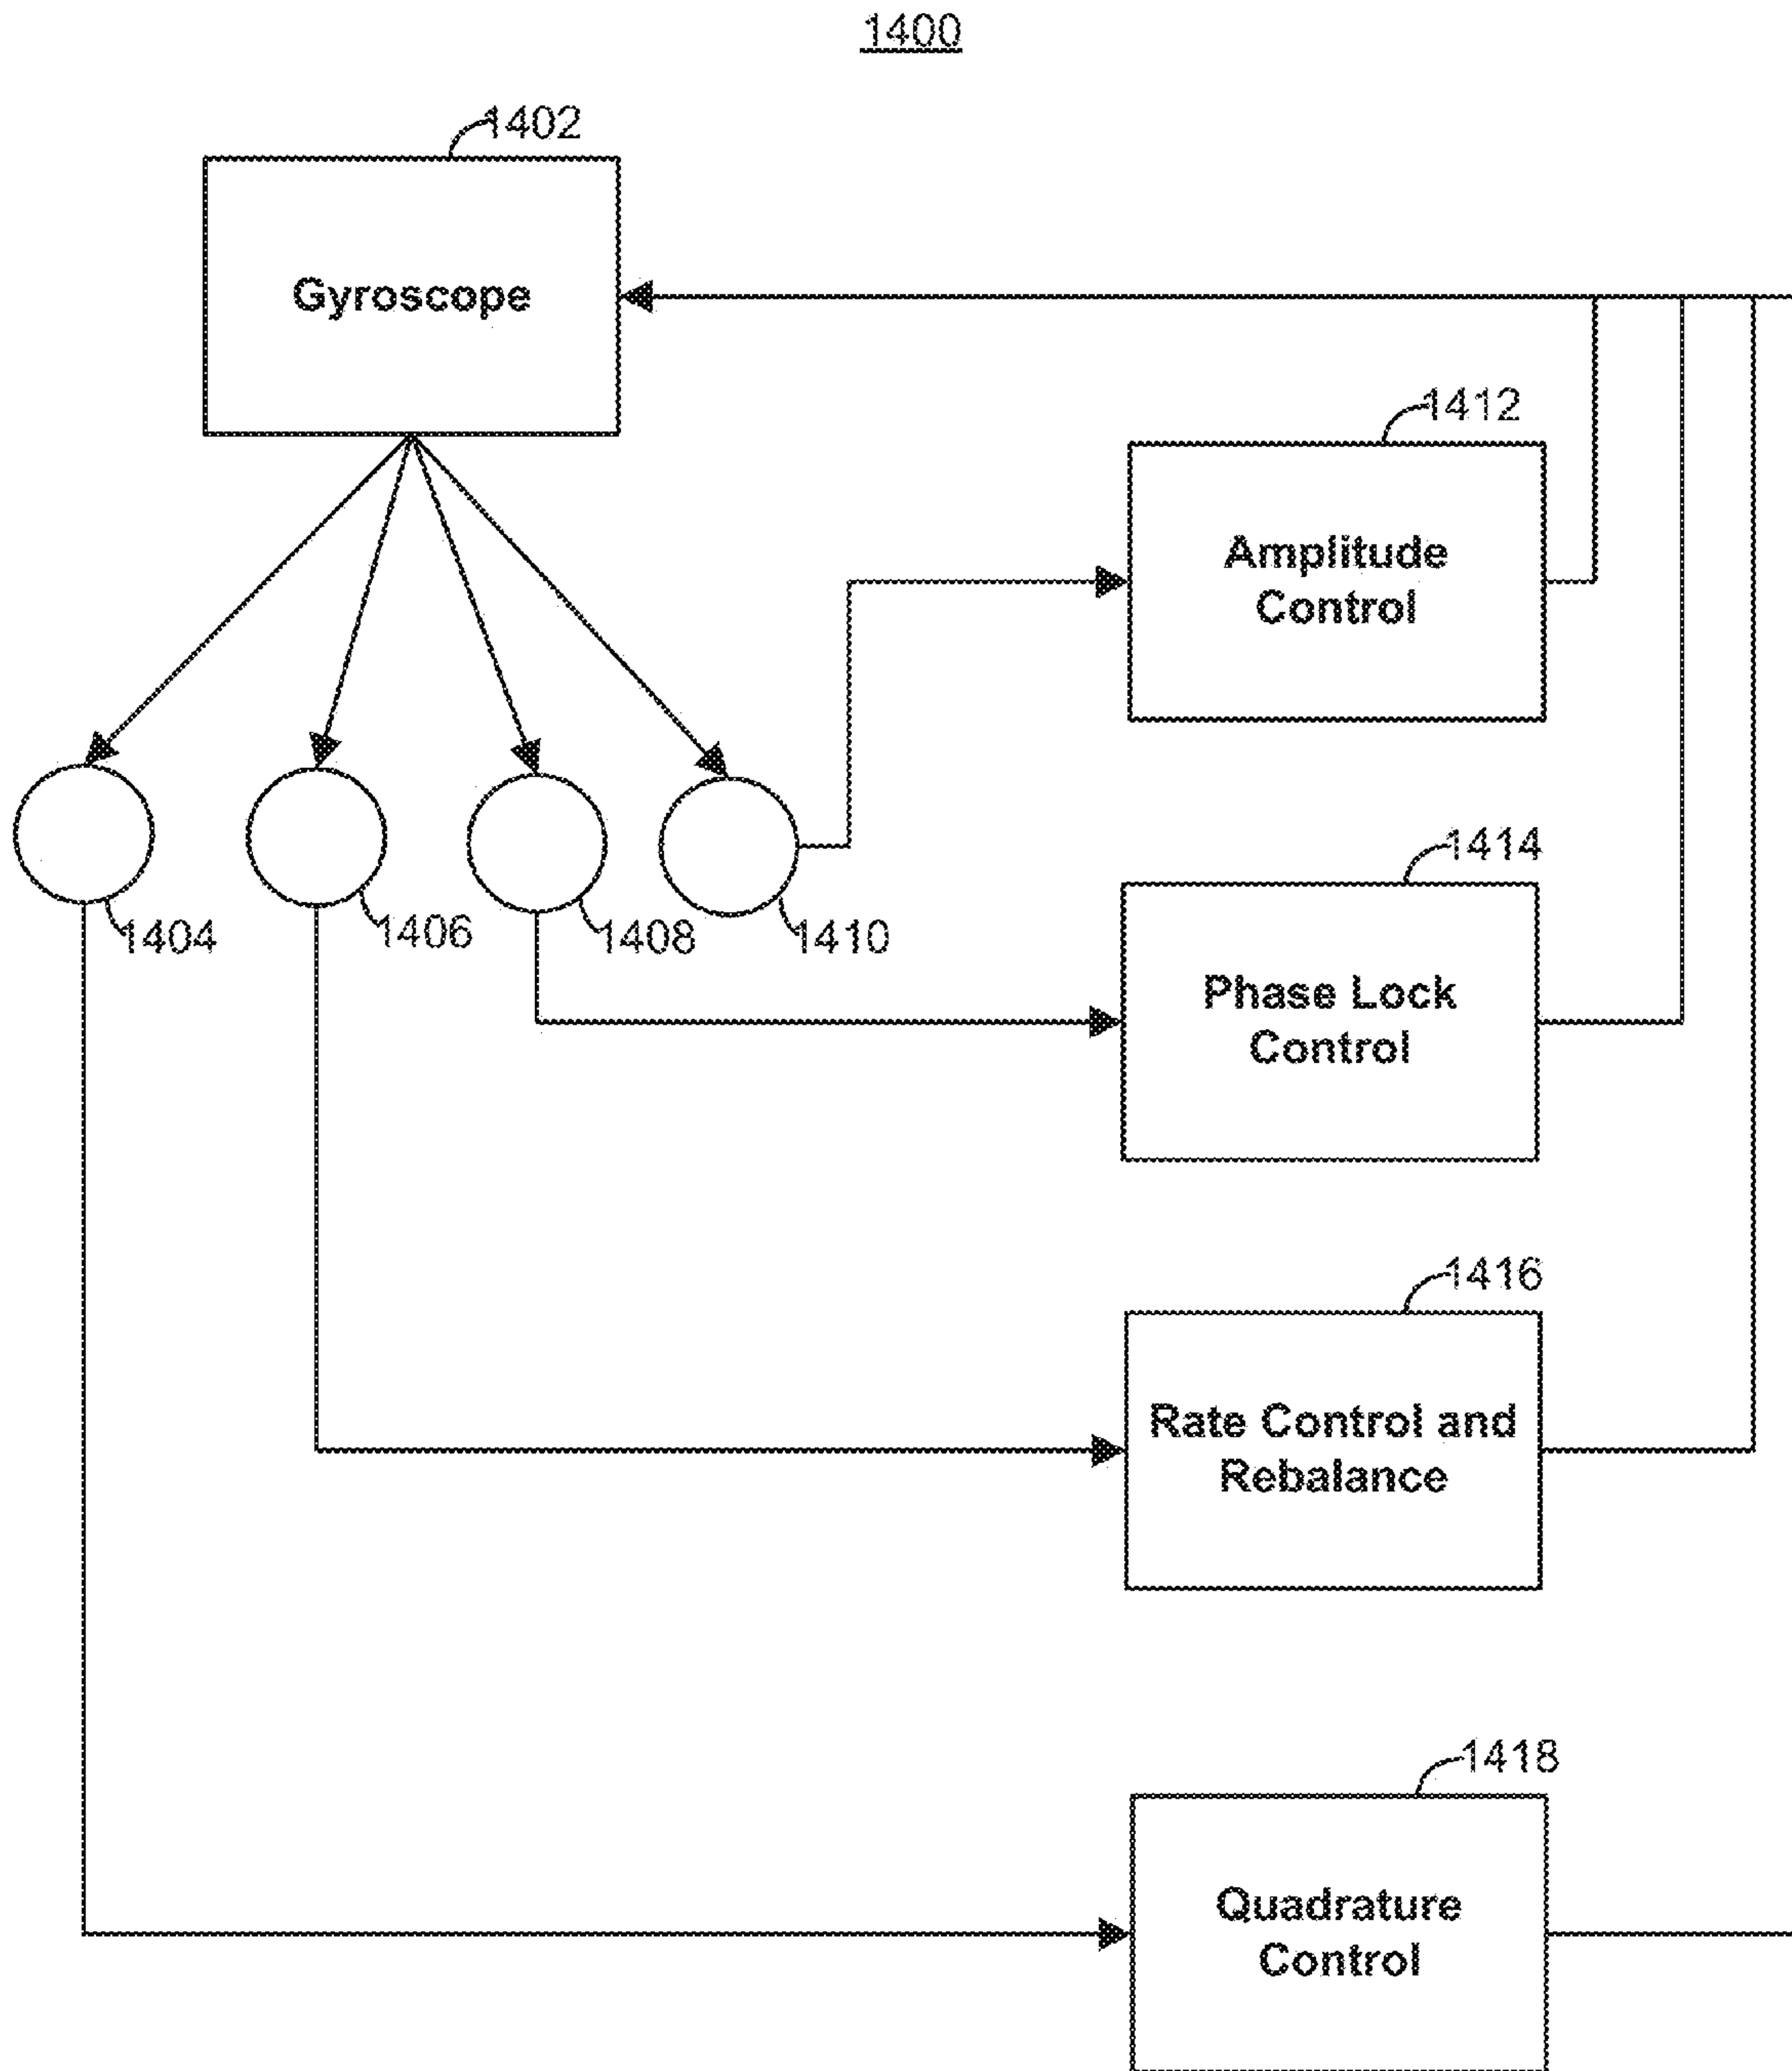 1400
1402
Gyroscope
1412
Amplitude
Control
1404
1406
1408
1410
1414
Phase Lock
Control
1416
Rate Control and
Rebalance
1418
Quadrature
Control